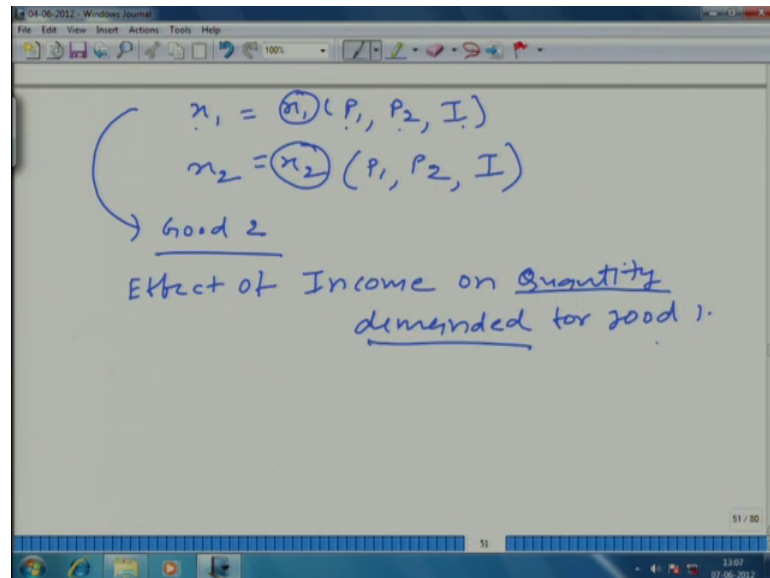 04-06-2012 - Windows Journal
File Edit View Insert Actions Tools Help
100%
x₁ = x₁ (P₁, P₂, I)
x₂ = x₂ (P₁, P₂, I)
Good 2
Effect of Income on Quantity
demanded for good 1.
51 / 80
51
13:07
07-06-2012